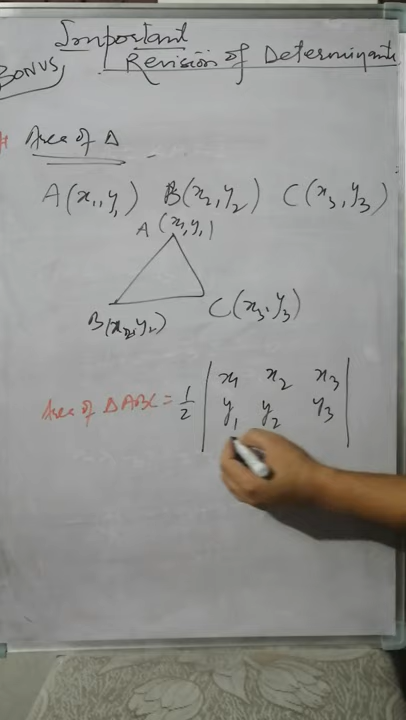 Important
BONUS, Revision of Determinant
Area of Δ
A(x₁,y₁) B(x₂,y₂) C(x₃,y₃)
A(x₁,y₁)
B(x₂,y₂) C(x₃,y₃)
Area of ΔABC = 1/2 | x₁ x₂ x₃ |
| y₁ y₂ y₃ |